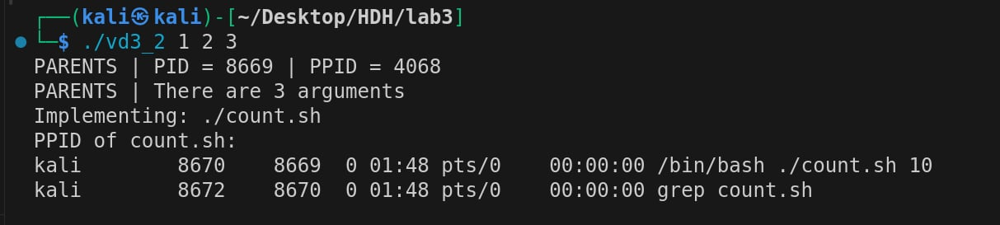 ┌──(kali㉿kali)-[~/Desktop/HDH/lab3]
└─$ ./vd3_2 1 2 3
PARENTS | PID = 8669 | PPID = 4068
PARENTS | There are 3 arguments
Implementing: ./count.sh
PPID of count.sh:
kali        8670    8669  0 01:48 pts/0    00:00:00 /bin/bash ./count.sh 10
kali        8672    8670  0 01:48 pts/0    00:00:00 grep count.sh